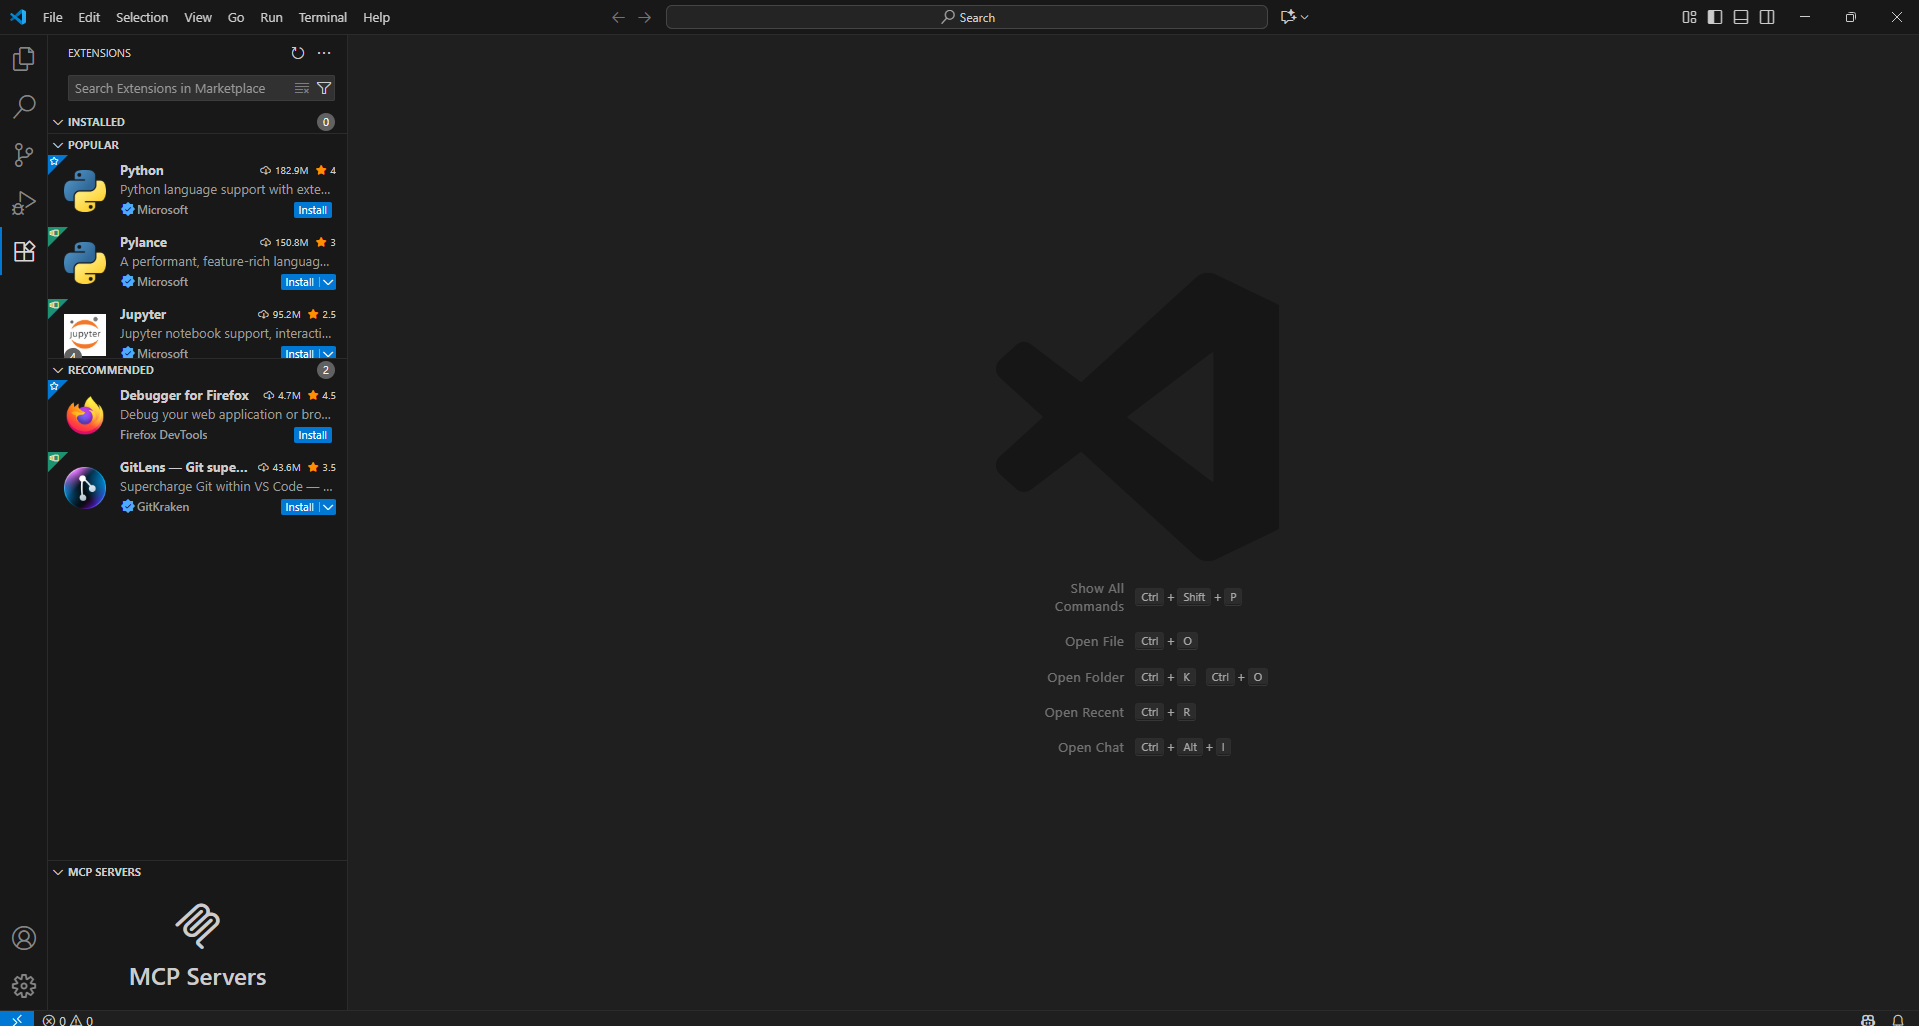 File Edit Selection View Go Run Terminal Help
Search
EXTENSIONS
Search Extensions in Marketplace
INSTALLED 0
POPULAR
Python 182.9M 4
Python language support with exte...
Microsoft Install
Pylance 150.8M 3
A performant, feature-rich languag...
Microsoft Install
Jupyter 95.2M 2.5
jupyter
Jupyter notebook support, interacti...
4
Microsoft Install
RECOMMENDED 2
Debugger for Firefox 4.7M 4.5
Debug your web application or bro...
Firefox DevTools Install
GitLens — Git supe... 43.6M 3.5
Supercharge Git within VS Code — ...
GitKraken Install
MCP SERVERS
MCP Servers
Show All
Commands Ctrl + Shift + P
Open File Ctrl + O
Open Folder Ctrl + K Ctrl + O
Open Recent Ctrl + R
Open Chat Ctrl + Alt + I
0 0